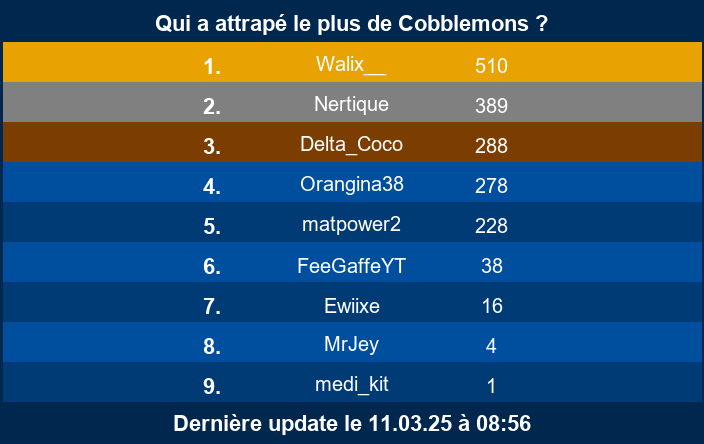 Qui a attrapé le plus de Cobblemons ?
1. Walix__ 510
2. Nertique 389
3. Delta_Coco 288
4. Orangina38 278
5. matpower2 228
6. FeeGaffeYT 38
7. Ewiixe 16
8. MrJey 4
9. medi_kit 1
Dernière update le 11.03.25 à 08:56